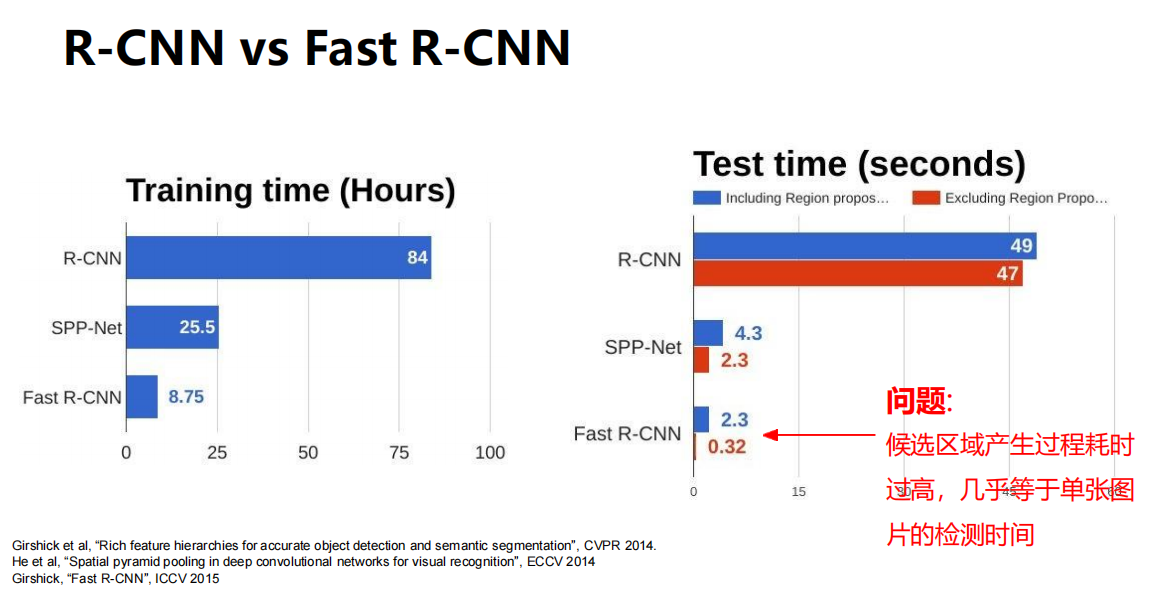 R-CNN vs Fast R-CNN
Training time (Hours)
R-CNN
84
SPP-Net
25.5
Fast R-CNN
8.75
0 25 50 75 100
Test time (seconds)
Including Region propos…
Excluding Region Propo…
R-CNN
49
47
SPP-Net
4.3
2.3
Fast R-CNN
2.3
0.32
0 15 30 45 60
问题:
候选区域产生过程耗时
过高，几乎等于单张图
片的检测时间
Girshick et al, “Rich feature hierarchies for accurate object detection and semantic segmentation”, CVPR 2014.
He et al, “Spatial pyramid pooling in deep convolutional networks for visual recognition”, ECCV 2014
Girshick, “Fast R-CNN”, ICCV 2015